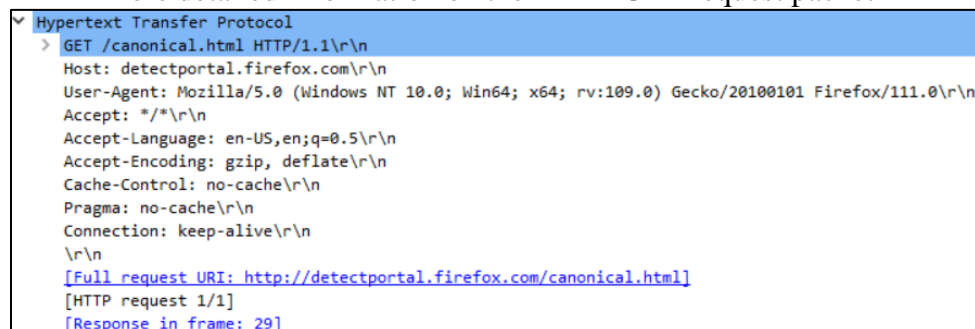 Hypertext Transfer Protocol
GET /canonical.html HTTP/1.1\r\n
Host: detectportal.firefox.com\r\n
User-Agent: Mozilla/5.0 (Windows NT 10.0; Win64; x64; rv:109.0) Gecko/20100101 Firefox/111.0\r\n
Accept: */*\r\n
Accept-Language: en-US,en;q=0.5\r\n
Accept-Encoding: gzip, deflate\r\n
Cache-Control: no-cache\r\n
Pragma: no-cache\r\n
Connection: keep-alive\r\n
\r\n
[Full request URI: http://detectportal.firefox.com/canonical.html]
[HTTP request 1/1]
[Response in frame: 29]